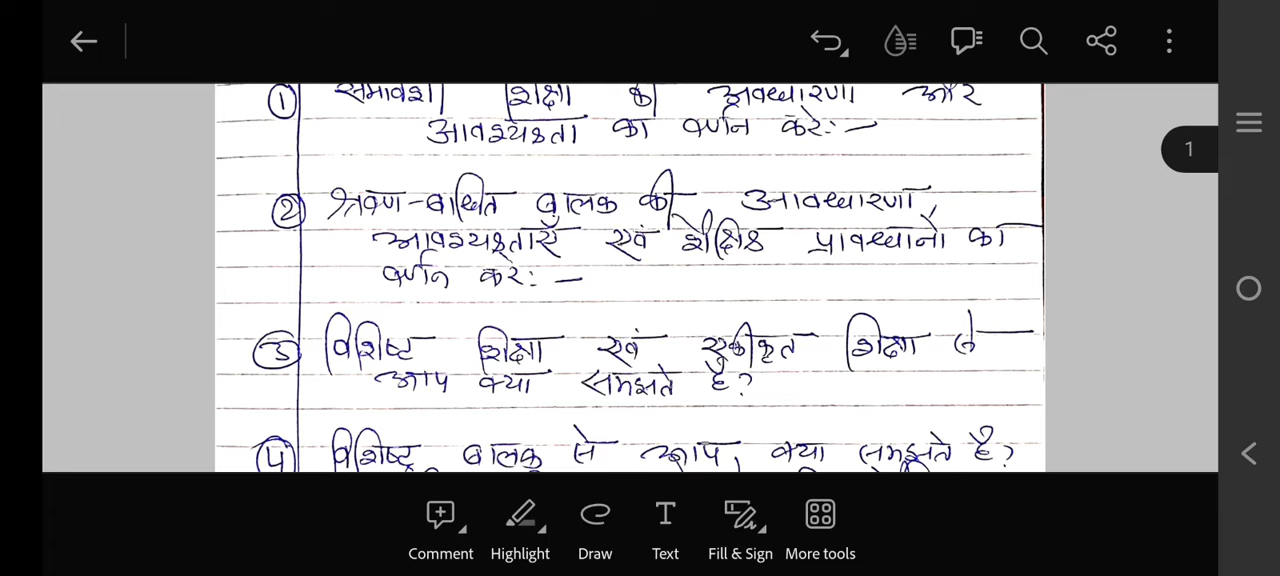 1
① समावेशी शिक्षा की अवधारणा और
आवश्यकता का वर्णन करेः-
② श्रवण-बाधित बालक की आवधारणा,
आवश्यकताएँ एवं शैक्षिक प्रावधानो का
वर्णन करेः-
③ विशिष्ट शिक्षा एवं एकीकृत शिक्षा से
आप क्या समझते है?
④ विशिष्ट बालक से आप, क्या समझते है?
Comment Highlight Draw Text Fill & Sign More tools